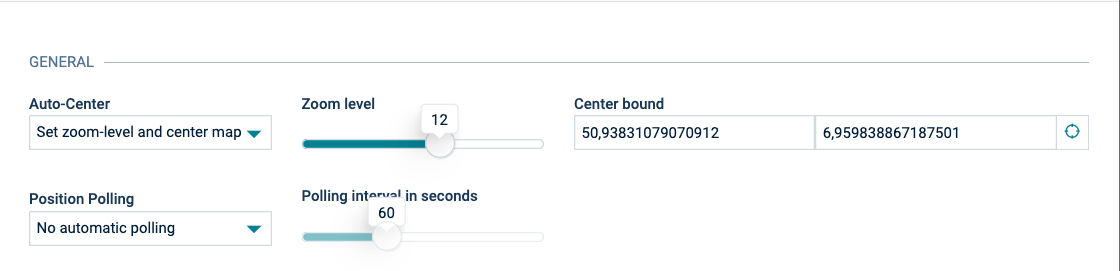 GENERAL
Auto-Center
Zoom level
Center bound
12
Set zoom-level and center map
50,93831079070912
6,959838867187501
Position Polling
Polling interval in seconds
60
No automatic polling